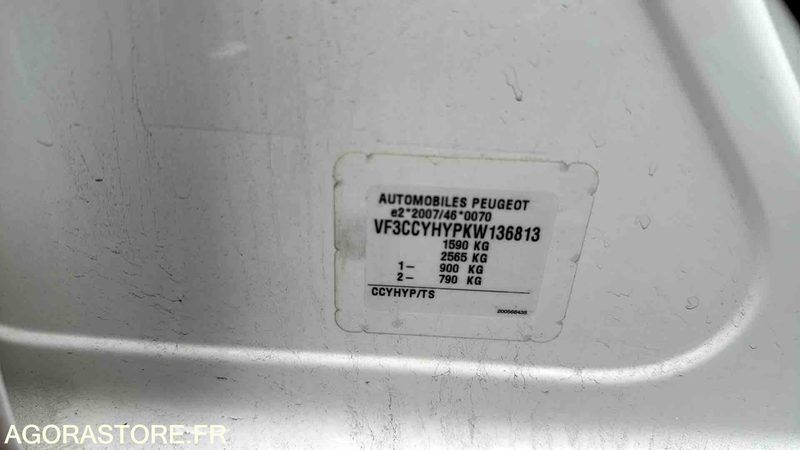 AUTOMOBILES PEUGEOT
e2*2007/46*0070
VF3CCYHYPKW136813
1590 KG
2565 KG
1— 900 KG
2— 790 KG
CCYHYP/TS
200668435
AGORASTORE.FR